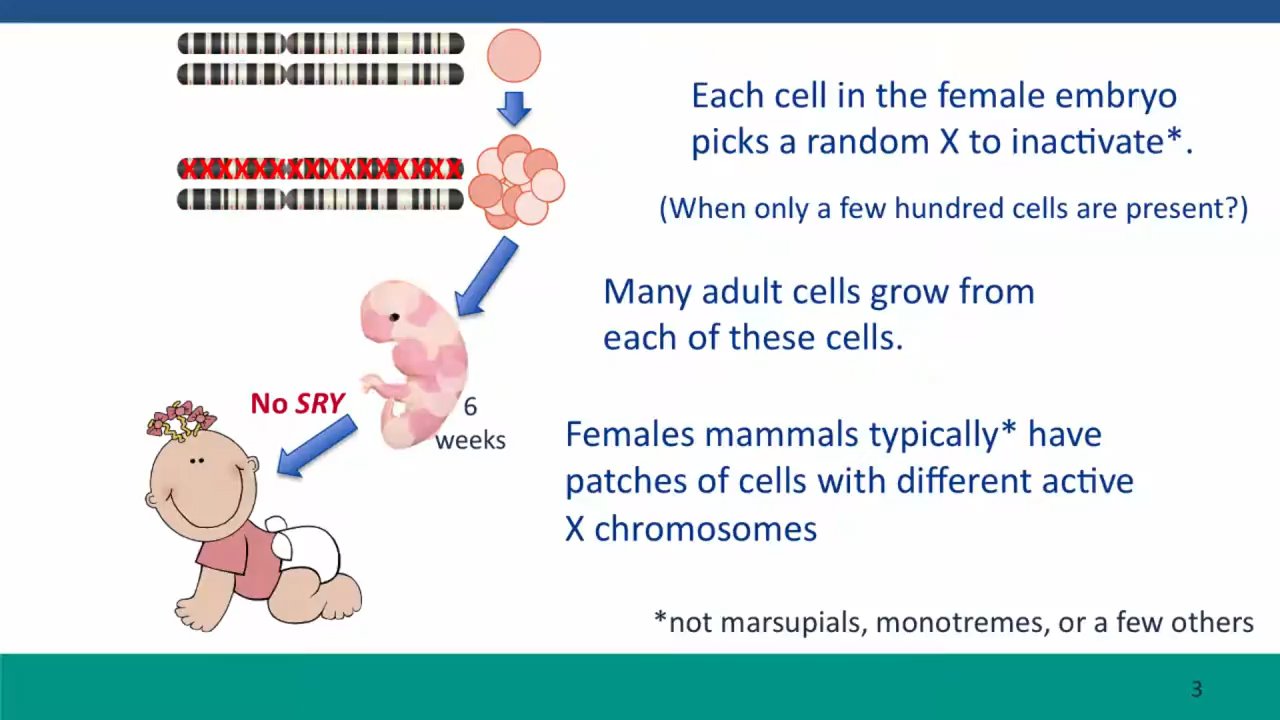 Each cell in the female embryo
picks a random X to inactivate*.
XXXXXXXXXXXXXXXX
(When only a few hundred cells are present?)
Many adult cells grow from
each of these cells.
No SRY
6
weeks
Females mammals typically* have
patches of cells with different active
X chromosomes
*not marsupials, monotremes, or a few others
3